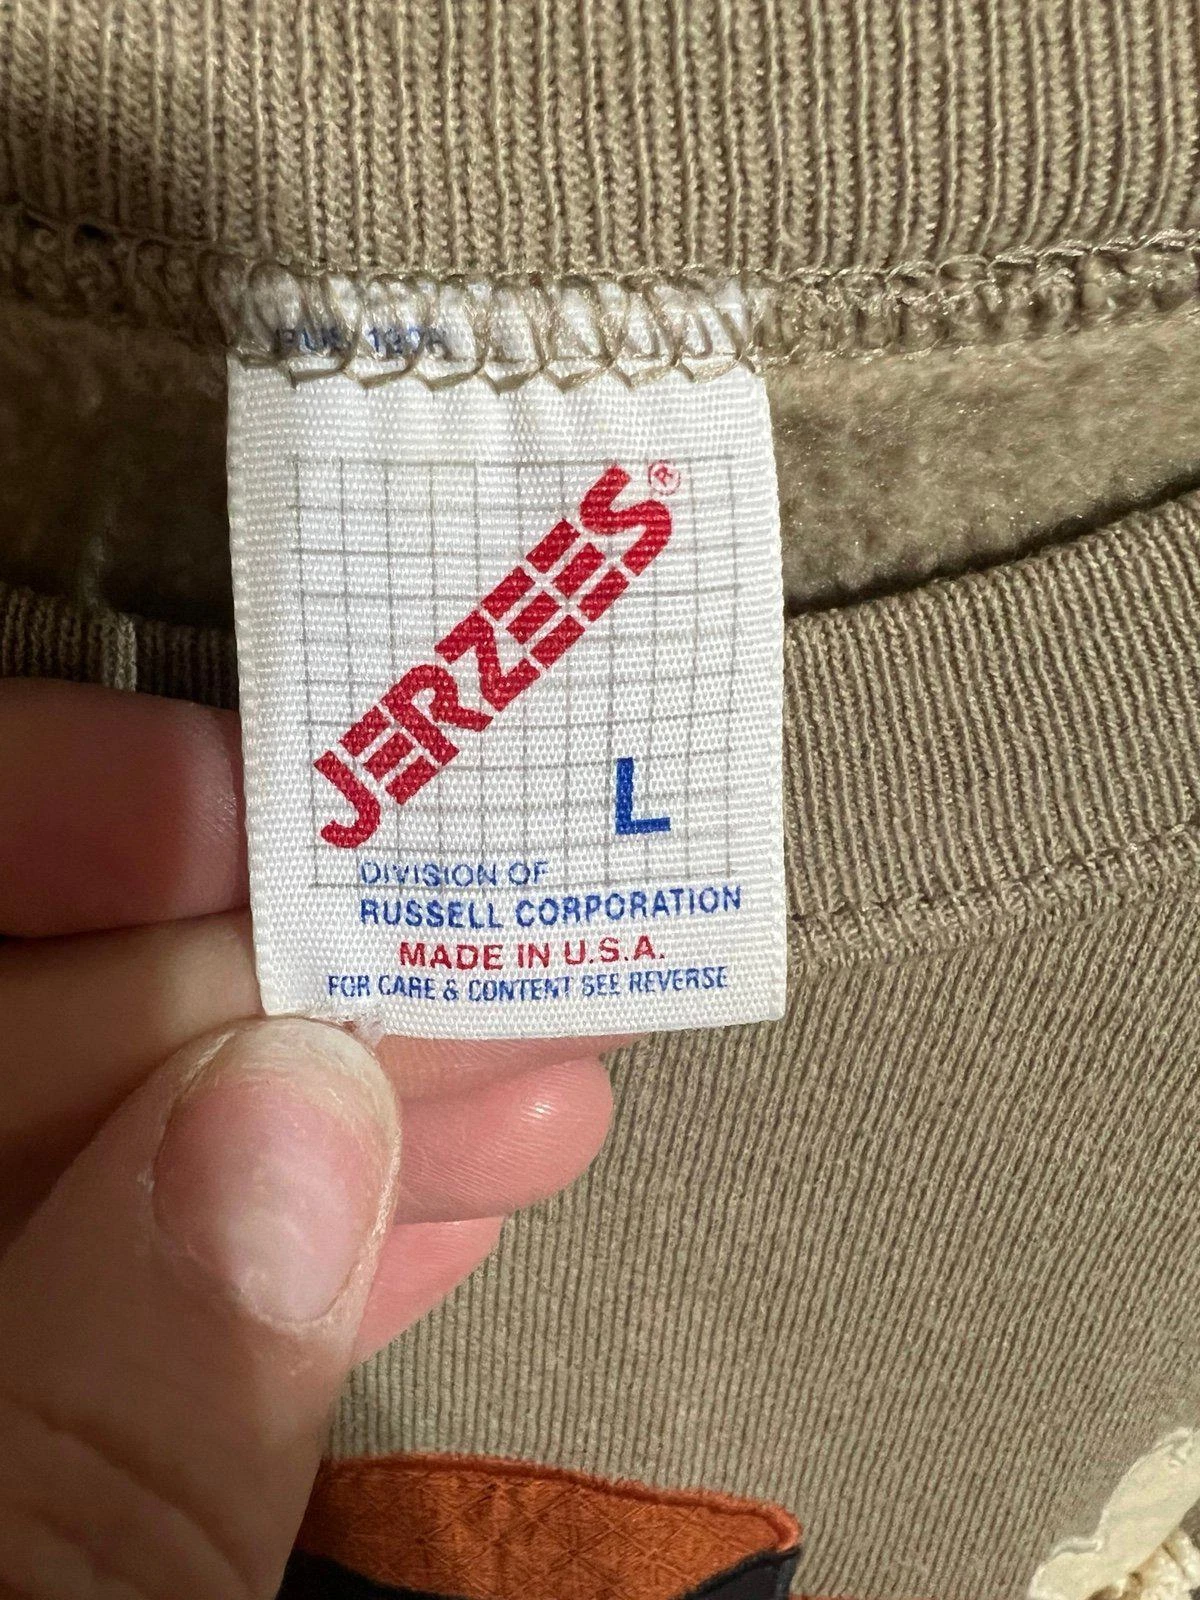 JERZEES®
L
DIVISION OF
RUSSELL CORPORATION
MADE IN U.S.A.
FOR CARE & CONTENT SEE REVERSE